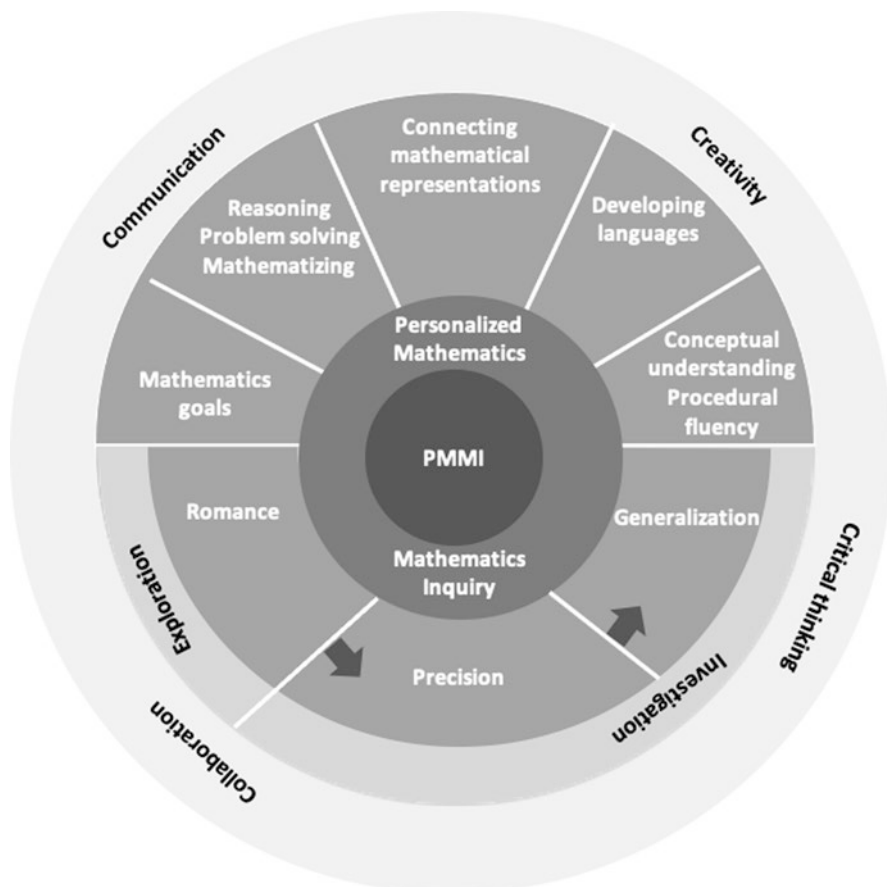 Communication
Creativity
Connecting
mathematical
representations
Reasoning
Problem solving
Mathematizing
Developing
languages
Mathematics
goals
Personalized
Mathematics
Conceptual
understanding
Procedural
fluency
PMMI
Romance
Generalization
Mathematics
Inquiry
Precision
Exploration
Investigation
Collaboration
Critical thinking